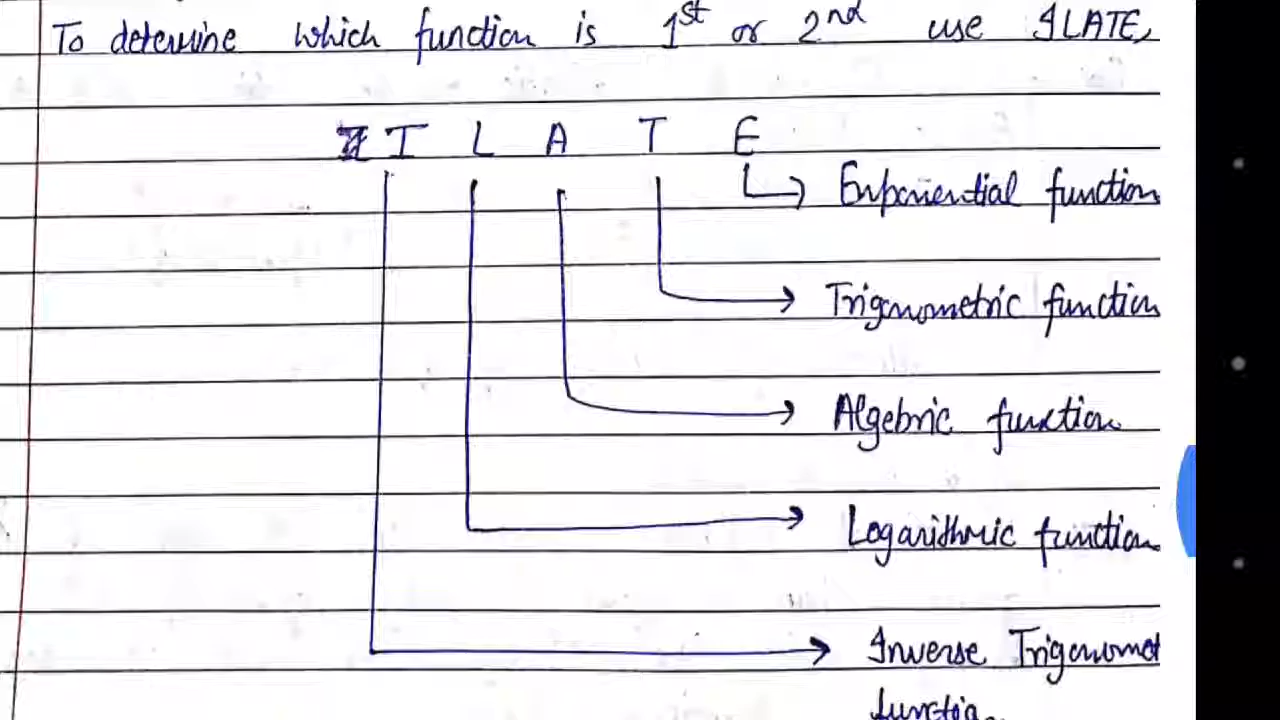 To determine which function is 1st or 2nd use ILATE,
I L A T E
Exponential function
Trigonometric function
Algebric function
Logarithmic function
Inverse Trigonomet
function